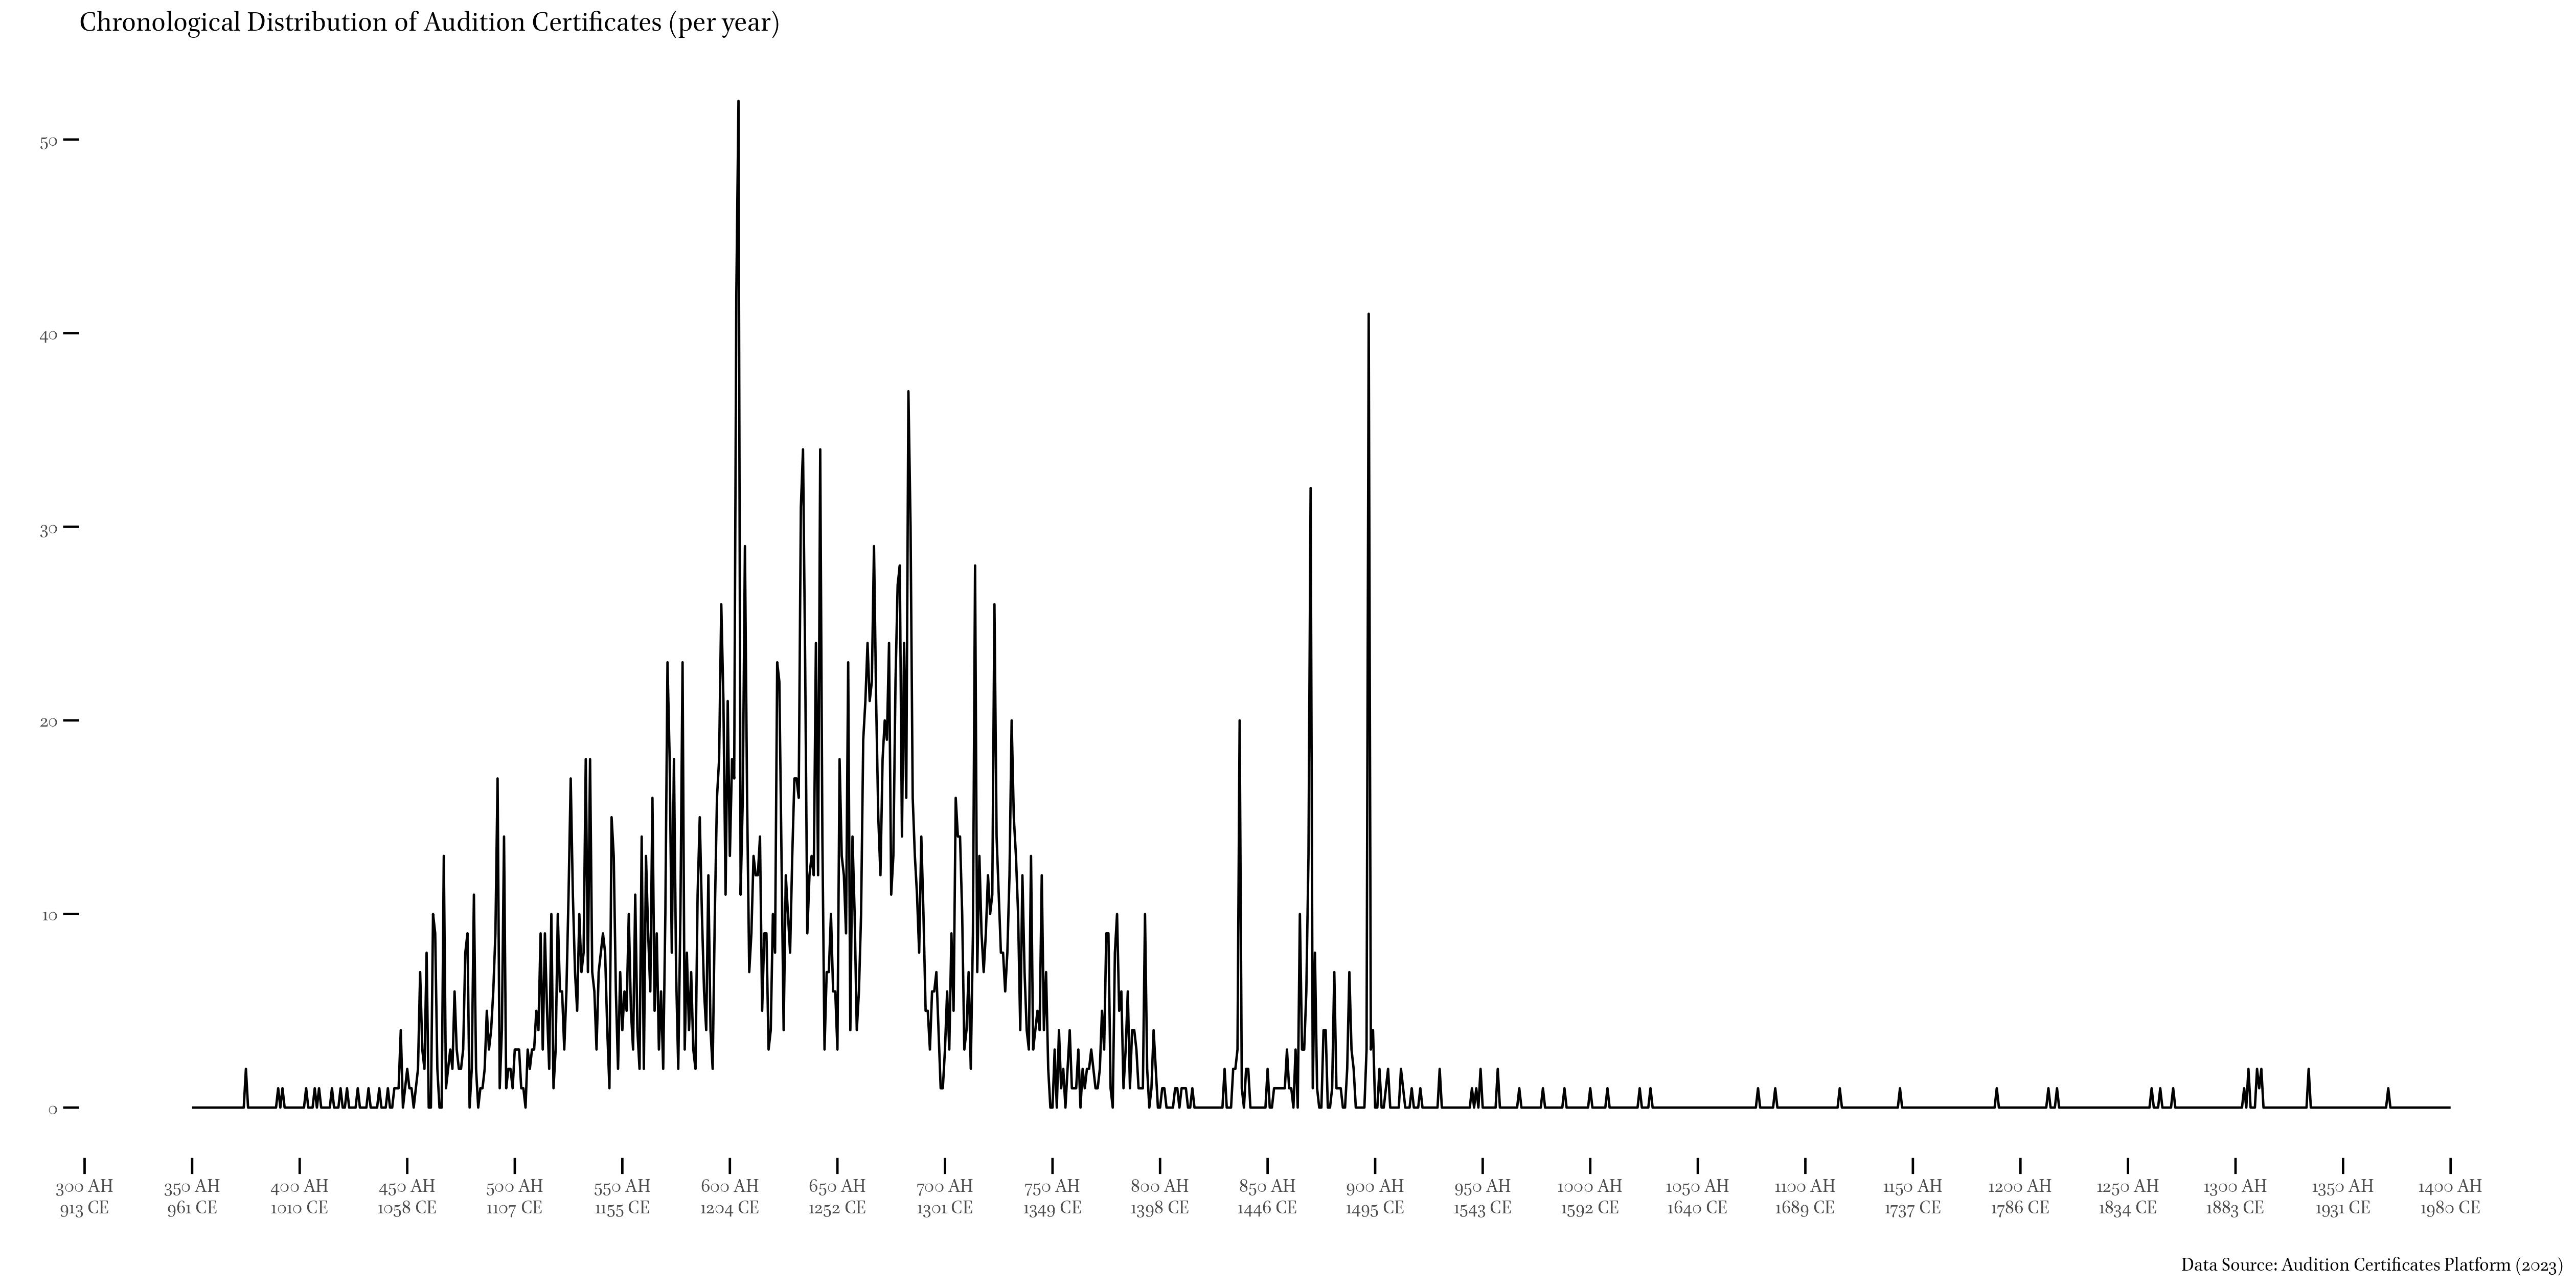 Chronological Distribution of Audition Certificates (per year)
50
40
30
20
10
0
300 AH 350 AH 400 AH 450 AH 500 AH 550 AH 600 AH 650 AH 700 AH 750 AH 800 AH 850 AH 900 AH 950 AH 1000 AH 1050 AH 1100 AH 1150 AH 1200 AH 1250 AH 1300 AH 1350 AH 1400 AH
913 CE 961 CE 1010 CE 1058 CE 1107 CE 1155 CE 1204 CE 1252 CE 1301 CE 1349 CE 1398 CE 1446 CE 1495 CE 1543 CE 1592 CE 1640 CE 1689 CE 1737 CE 1786 CE 1834 CE 1883 CE 1931 CE 1980 CE
Data Source: Audition Certificates Platform (2023)